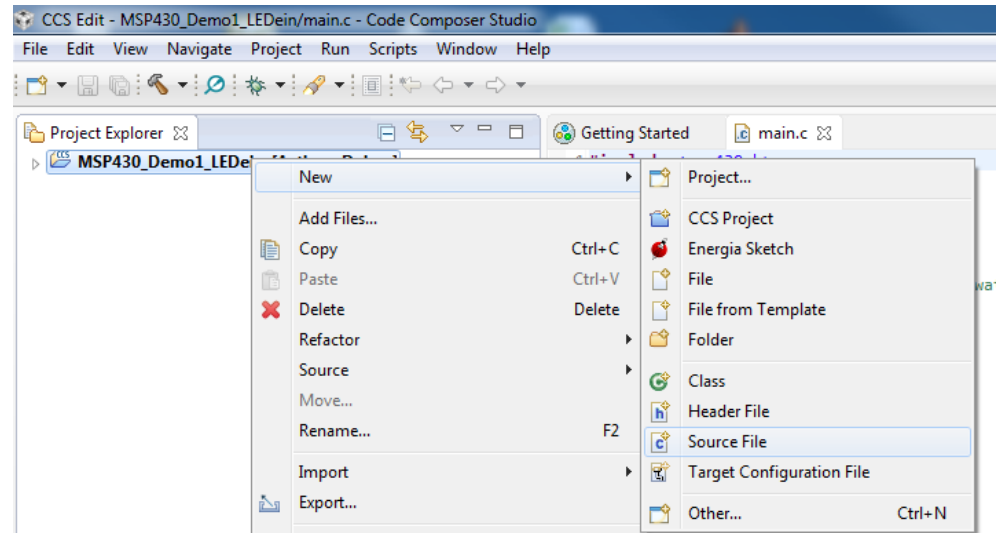 CCS Edit - MSP430_Demo1_LEDein/main.c - Code Composer Studio
File Edit View Navigate Project Run Scripts Window Help
Project Explorer
Getting Started
main.c
MSP430_Demo1_LEDe
New
Add Files...
Copy Ctrl+C
Paste Ctrl+V
Delete Delete
Refactor
Source
Move...
Rename... F2
Import
Export...
Project...
CCS Project
Energia Sketch
File
File from Template
Folder
Class
Header File
Source File
Target Configuration File
Other... Ctrl+N